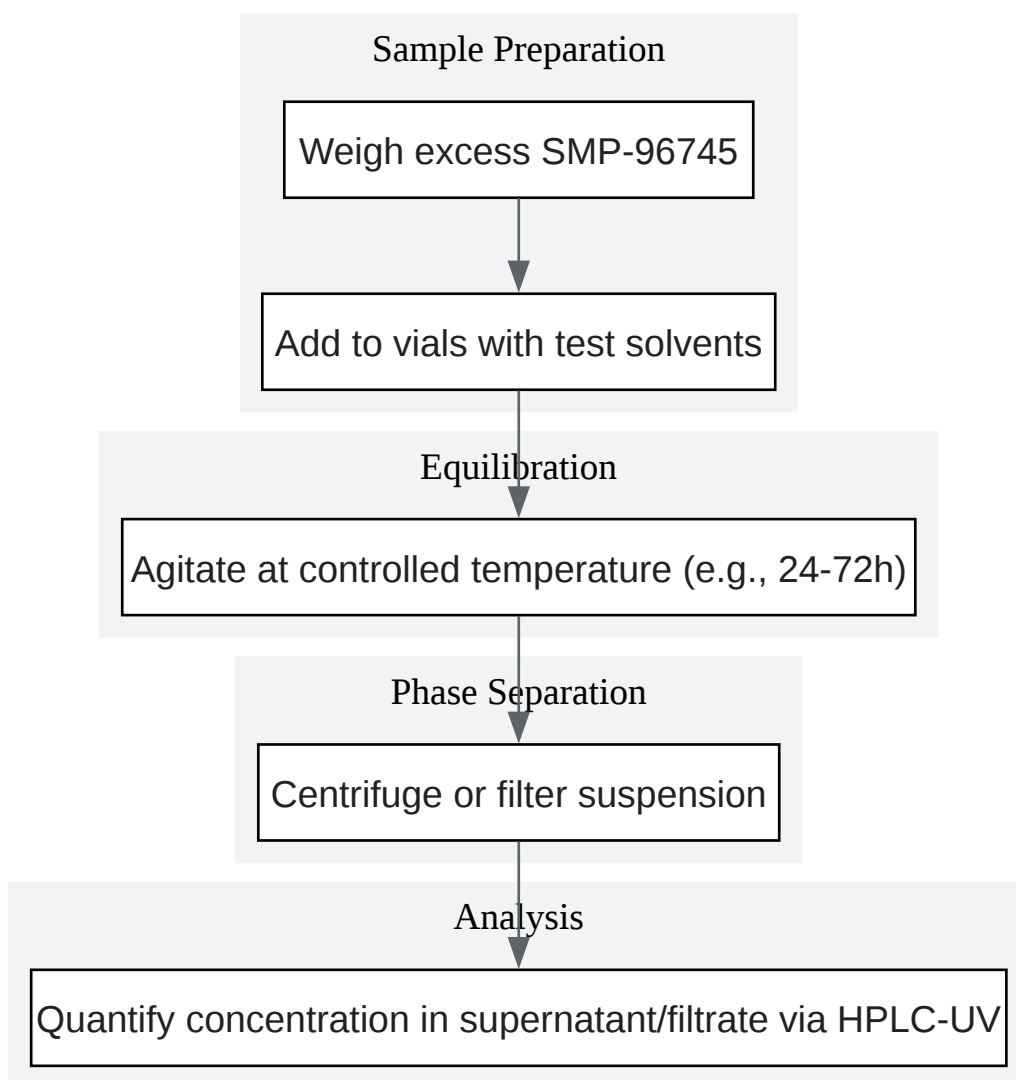 Sample Preparation
Weigh excess SMP-96745
Add to vials with test solvents
Equilibration
Agitate at controlled temperature (e.g., 24-72h)
Phase Separation
Centrifuge or filter suspension
Analysis
Quantify concentration in supernatant/filtrate via HPLC-UV